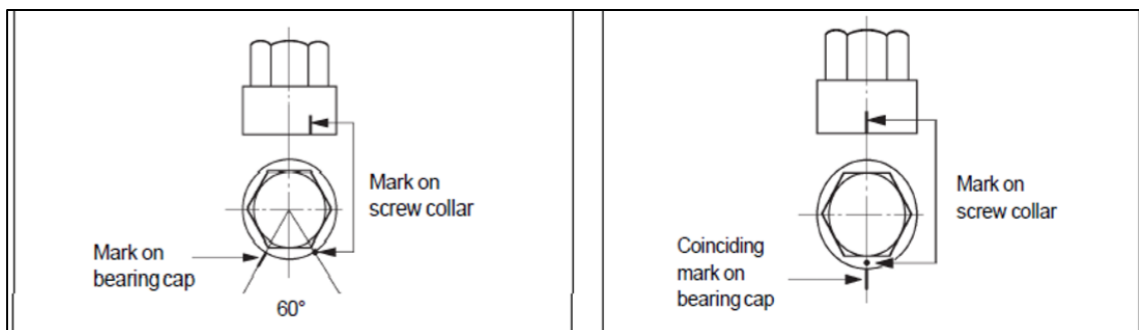 Mark on
screw collar
Mark on
bearing cap
60°
Mark on
screw collar
Coinciding
mark on
bearing cap